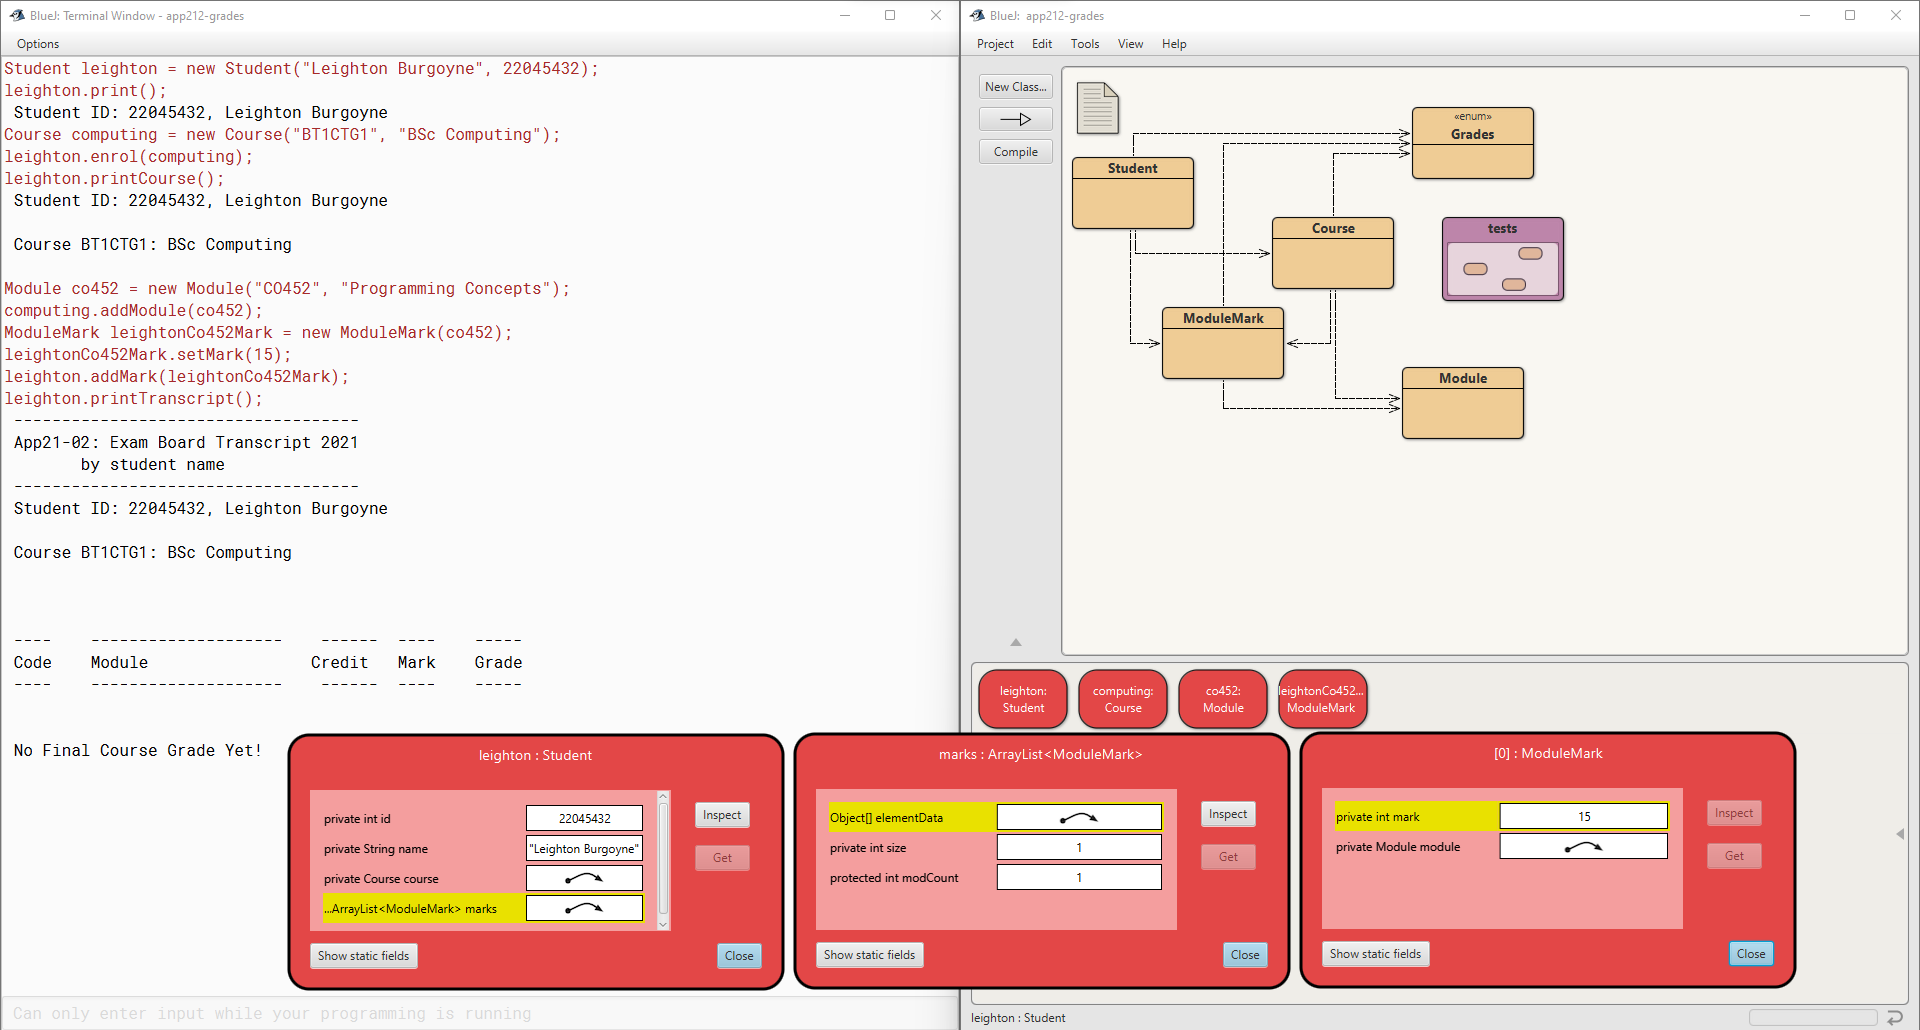 BlueJ: Terminal Window - app212-grades
Options
Student leighton = new Student("Leighton Burgoyne", 22045432);
leighton.print();
Student ID: 22045432, Leighton Burgoyne
Course computing = new Course("BT1CTG1", "BSc Computing");
leighton.enrol(computing);
leighton.printCourse();
Student ID: 22045432, Leighton Burgoyne
Course BT1CTG1: BSc Computing
Module co452 = new Module("CO452", "Programming Concepts");
computing.addModule(co452);
ModuleMark leightonCo452Mark = new ModuleMark(co452);
leightonCo452Mark.setMark(15);
leighton.addMark(leightonCo452Mark);
leighton.printTranscript();
------------------------------------
App21-02: Exam Board Transcript 2021
by student name
------------------------------------
Student ID: 22045432, Leighton Burgoyne
Course BT1CTG1: BSc Computing
---- -------------------- ------ ---- -----
Code Module Credit Mark Grade
---- -------------------- ------ ---- -----
No Final Course Grade Yet!
Can only enter input while your programming is running
BlueJ: app212-grades
Project Edit Tools View Help
New Class...
Compile
«enum»
Grades
Student
Course
tests
ModuleMark
Module
leighton:
Student
computing:
Course
co452:
Module
leightonCo452...
ModuleMark
leighton : Student
private int id 22045432
private String name "Leighton Burgoyne"
private Course course
...ArrayList<ModuleMark> marks
Inspect
Get
Show static fields
Close
marks : ArrayList<ModuleMark>
Object[] elementData
private int size 1
protected int modCount 1
Inspect
Get
Show static fields
Close
[0] : ModuleMark
private int mark 15
private Module module
Inspect
Get
Show static fields
Close
leighton : Student